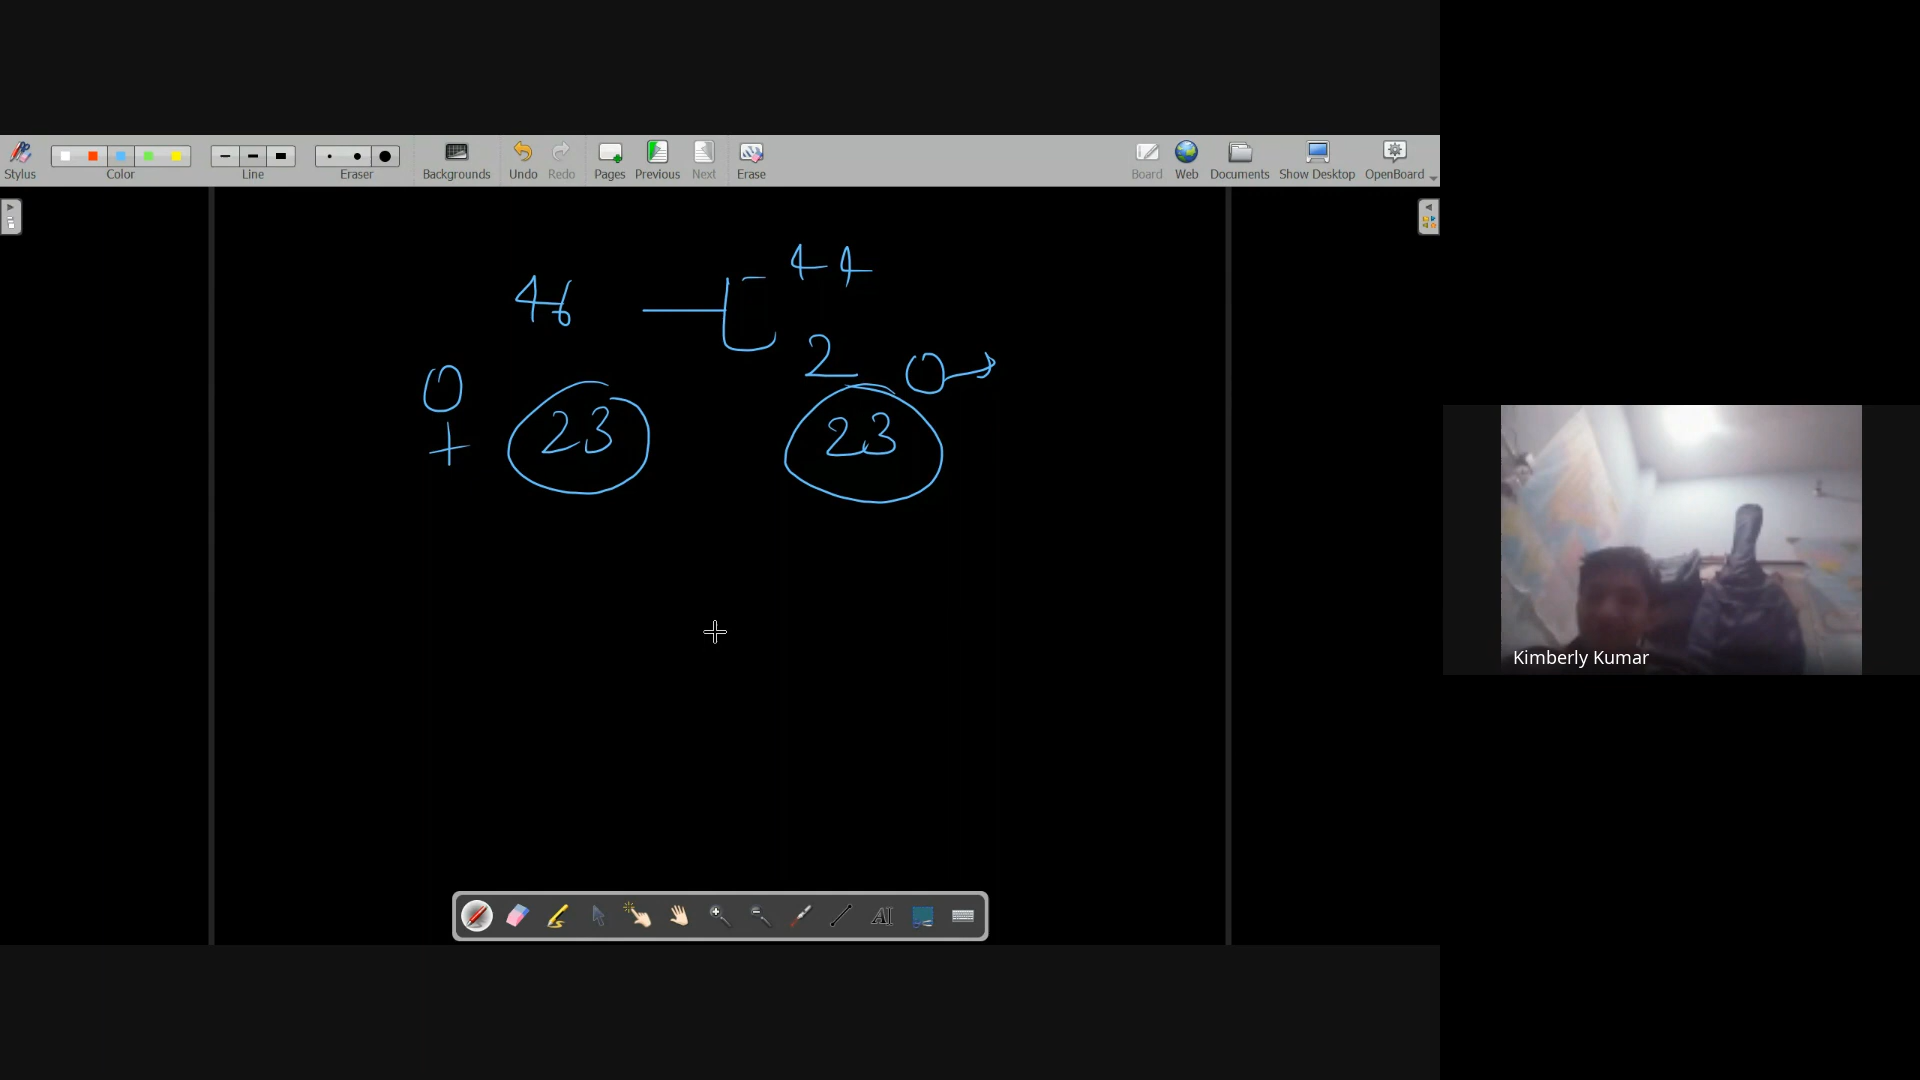 Stylus Color Line Eraser Backgrounds Undo Redo Pages Previous Next Erase Board Web Documents Show Desktop OpenBoard
44
46
2
0
23 23
+
Kimberly Kumar
AI